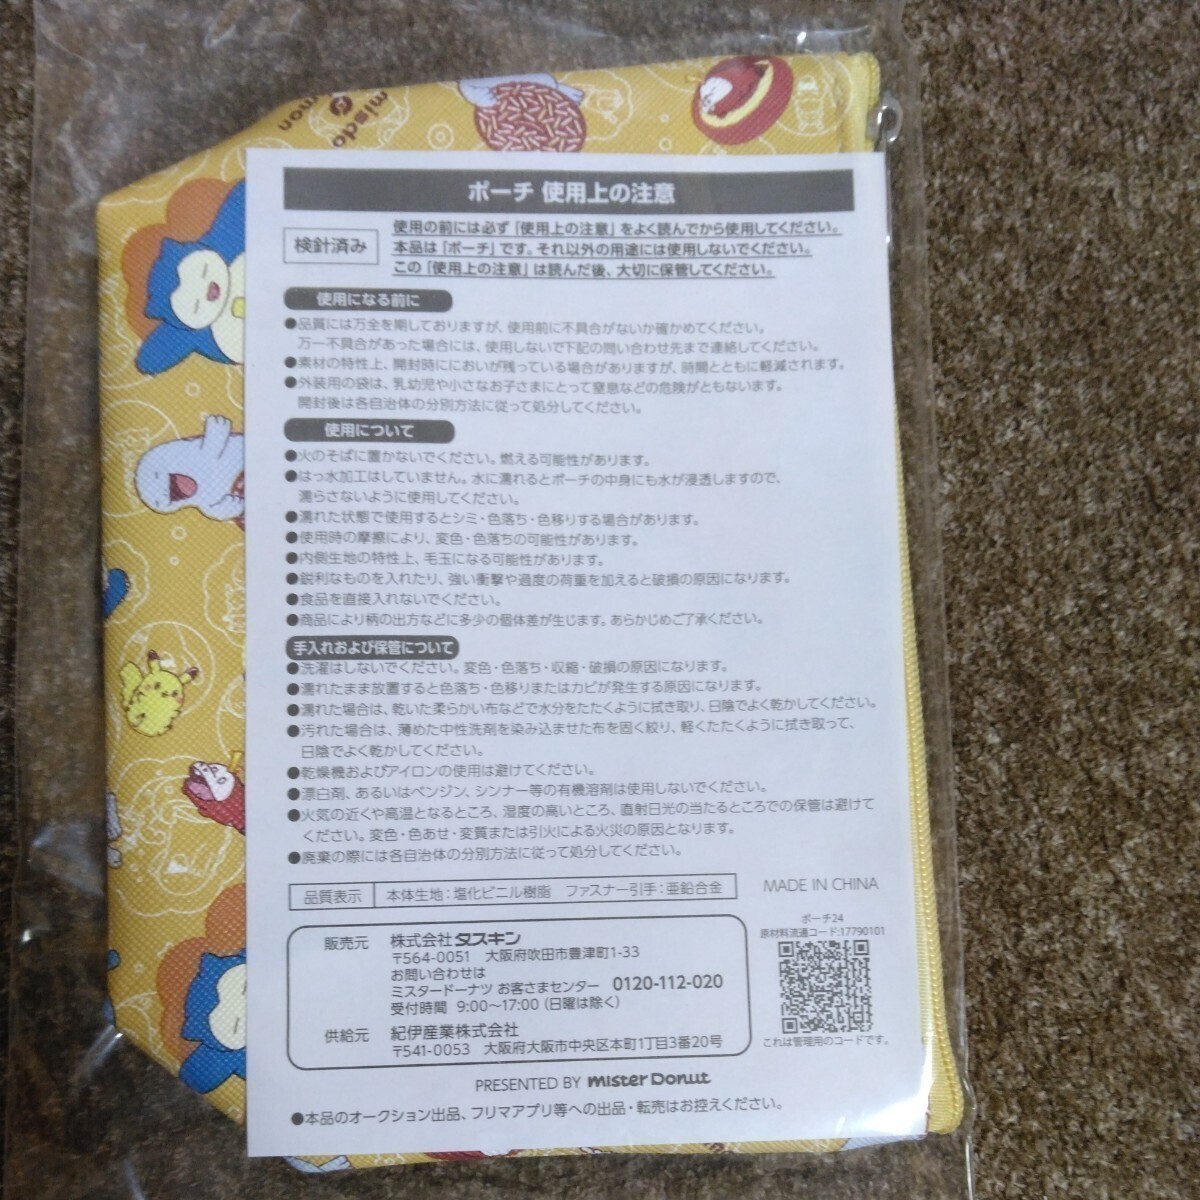 misdo
mon
ポーチ 使用上の注意
検針済み
使用の前には必ず「使用上の注意」をよく読んでから使用してください。
本品は「ポーチ」です。それ以外の用途には使用しないでください。
この「使用上の注意」は読んだ後、大切に保管してください。
使用になる前に
●品質には万全を期しておりますが、使用前に不具合がないか確かめてください。
万一不具合があった場合には、使用しないで下記の問い合わせ先まで連絡してください。
●素材の特性上、開封時ににおいが残っている場合がありますが、時間とともに軽減されます。
●外装用の袋は、乳幼児や小さなお子さまにとって窒息などの危険がともないます。
開封後は各自治体の分別方法に従って処分してください。
使用について
●火のそばに置かないでください。燃える可能性があります。
●はっ水加工はしていません。水に濡れるとポーチの中身にも水が浸透しますので、
濡らさないように使用してください。
●濡れた状態で使用するとシミ・色落ち・色移りする場合があります。
●使用時の摩擦により、変色・色落ちの可能性があります。
●内側生地の特性上、毛玉になる可能性があります。
●鋭利なものを入れたり、強い衝撃や過度の荷重を加えると破損の原因になります。
●食品を直接入れないでください。
●商品により柄の出方などに多少の個体差が生じます。あらかじめご了承ください。
手入れおよび保管について
●洗濯はしないでください。変色・色落ち・収縮・破損の原因になります。
●濡れたまま放置すると色落ち・色移りまたはカビが発生する原因になります。
●濡れた場合は、乾いた柔らかい布などで水分をたたくように拭き取り、日陰でよく乾かしてください。
●汚れた場合は、薄めた中性洗剤を染み込ませた布を固く絞り、軽くたたくように拭き取って、
日陰でよく乾かしてください。
●乾燥機およびアイロンの使用は避けてください。
●漂白剤、あるいはベンジン、シンナー等の有機溶剤は使用しないでください。
●火気の近くや高温となるところ、湿度の高いところ、直射日光の当たるところでの保管は避けて
ください。変色・色あせ・変質または引火による火災の原因となります。
●廃棄の際には各自治体の分別方法に従って処分してください。
品質表示 本体生地:塩化ビニル樹脂 ファスナー引手:亜鉛合金
MADE IN CHINA
ポーチ24
原材料流通コード:17790101
これは管理用のコードです。
販売元 株式会社ダスキン
〒564-0051 大阪府吹田市豊津町1-33
お問い合わせは
ミスタードーナツ お客さまセンター 0120-112-020
受付時間 9:00〜17:00(日曜は除く)
供給元 紀伊産業株式会社
〒541-0053 大阪府大阪市中央区本町1丁目3番20号
PRESENTED BY mister Donut
●本品のオークション出品、フリマアプリ等への出品・転売はお控えください。